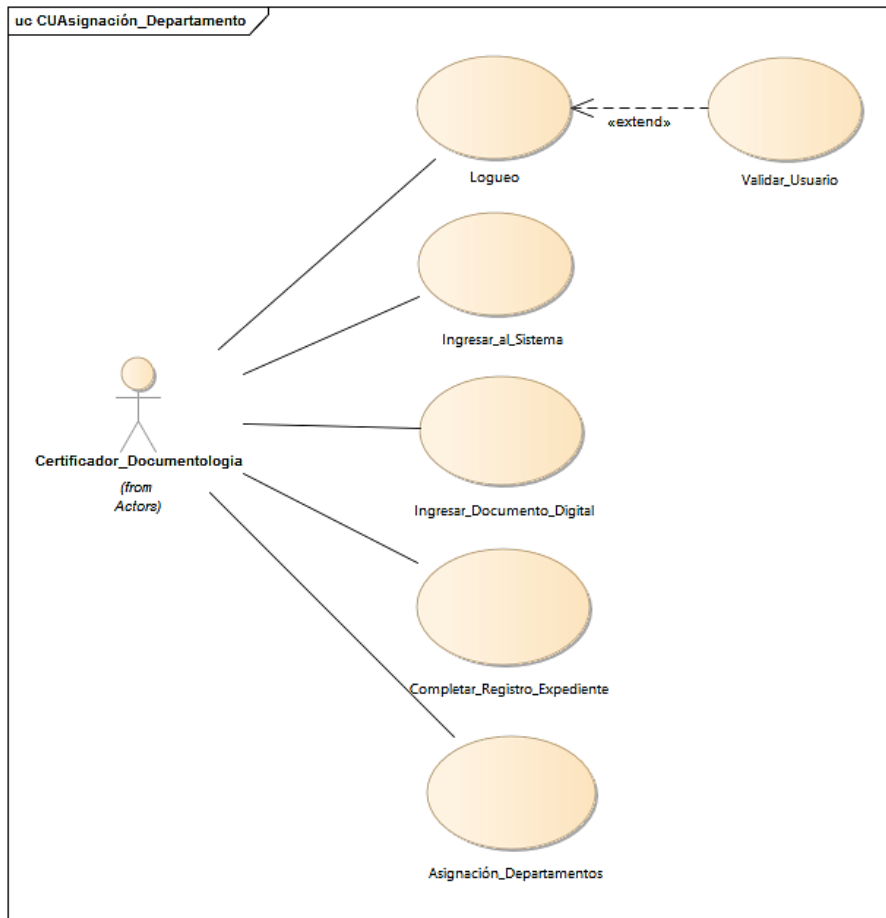 uc CUAsignación_Departamento
Logueo
«extend»
Validar_Usuario
Ingresar_al_Sistema
Certificador_Documentologia
(from
Actors)
Ingresar_Documento_Digital
Completar_Registro_Expediente
Asignación_Departamentos